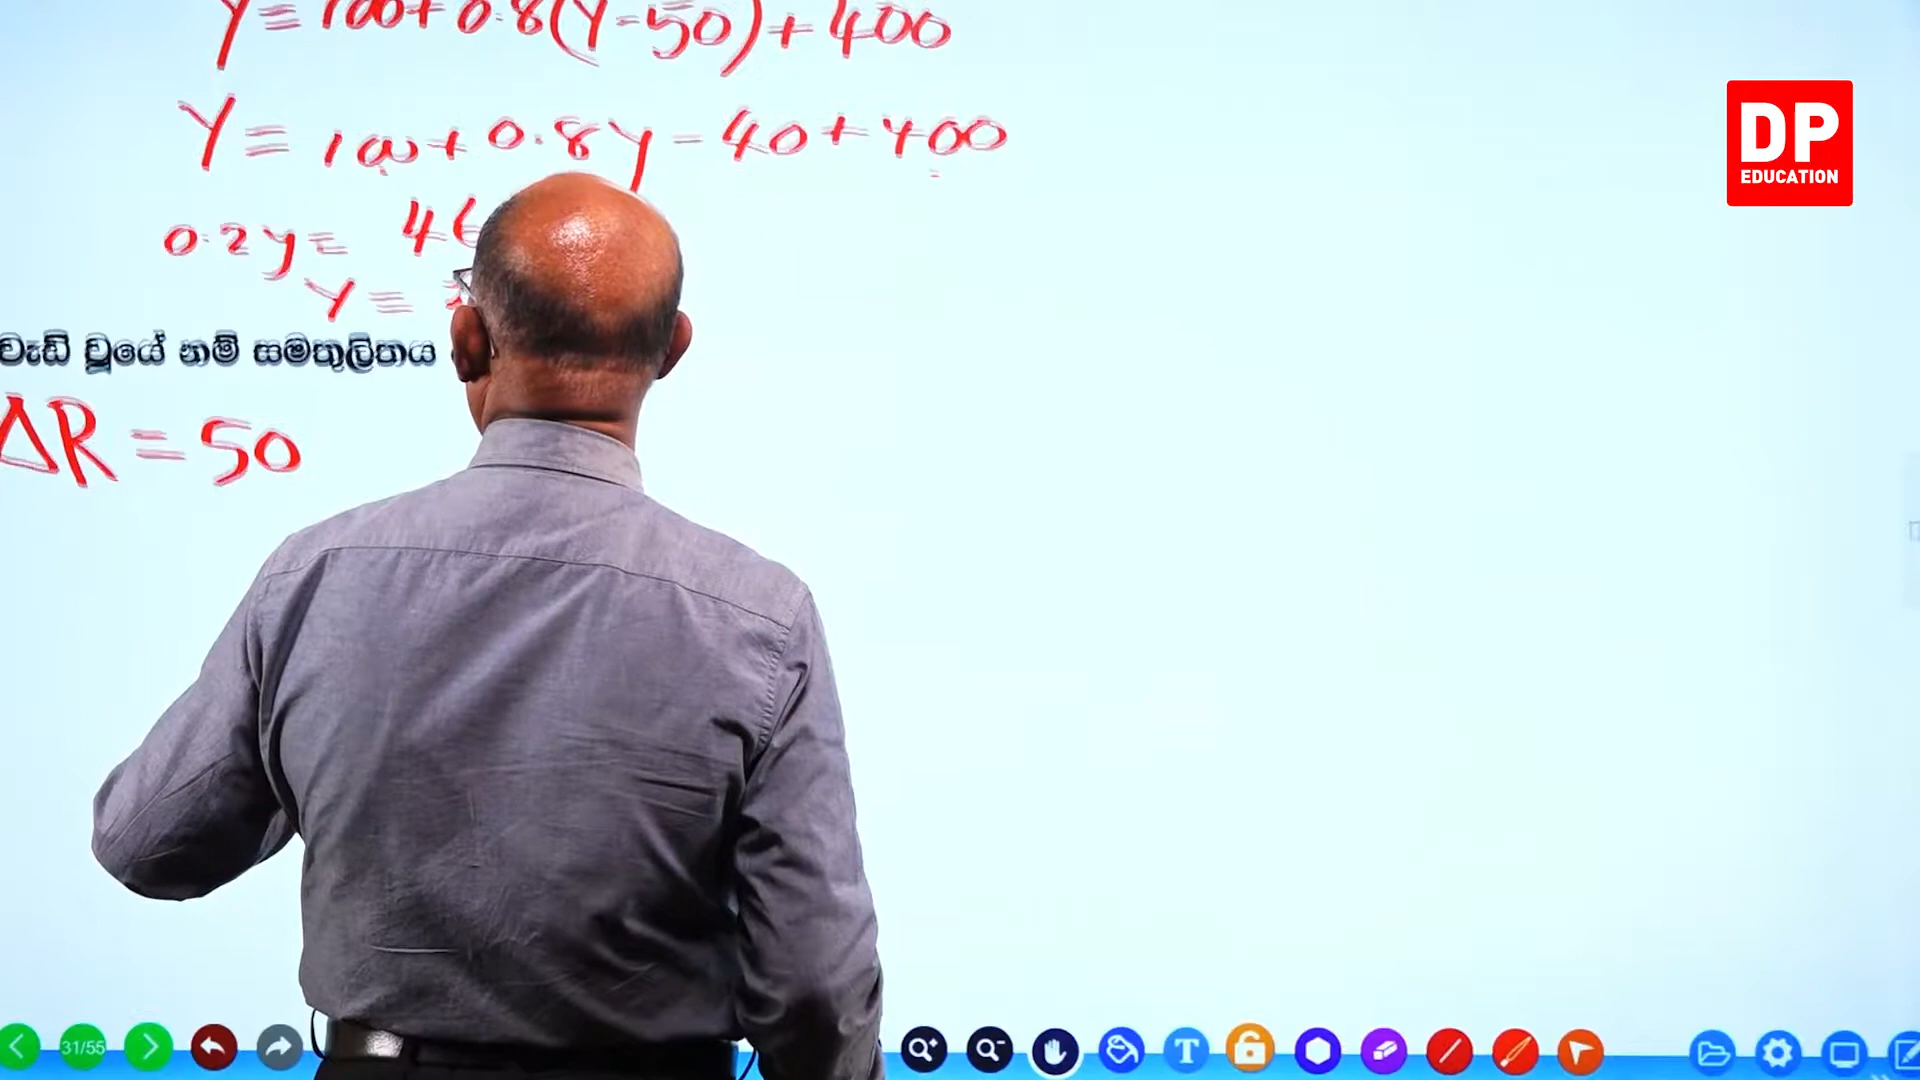 Y = 100 + 0.8(Y - 50) + 400
Y = 100 + 0.8y - 40 + 400
0.2y = 46
Y =
වැඩි වූයේ නම් සමතුලිතය
ΔR = 50
DP
EDUCATION
31/55
T